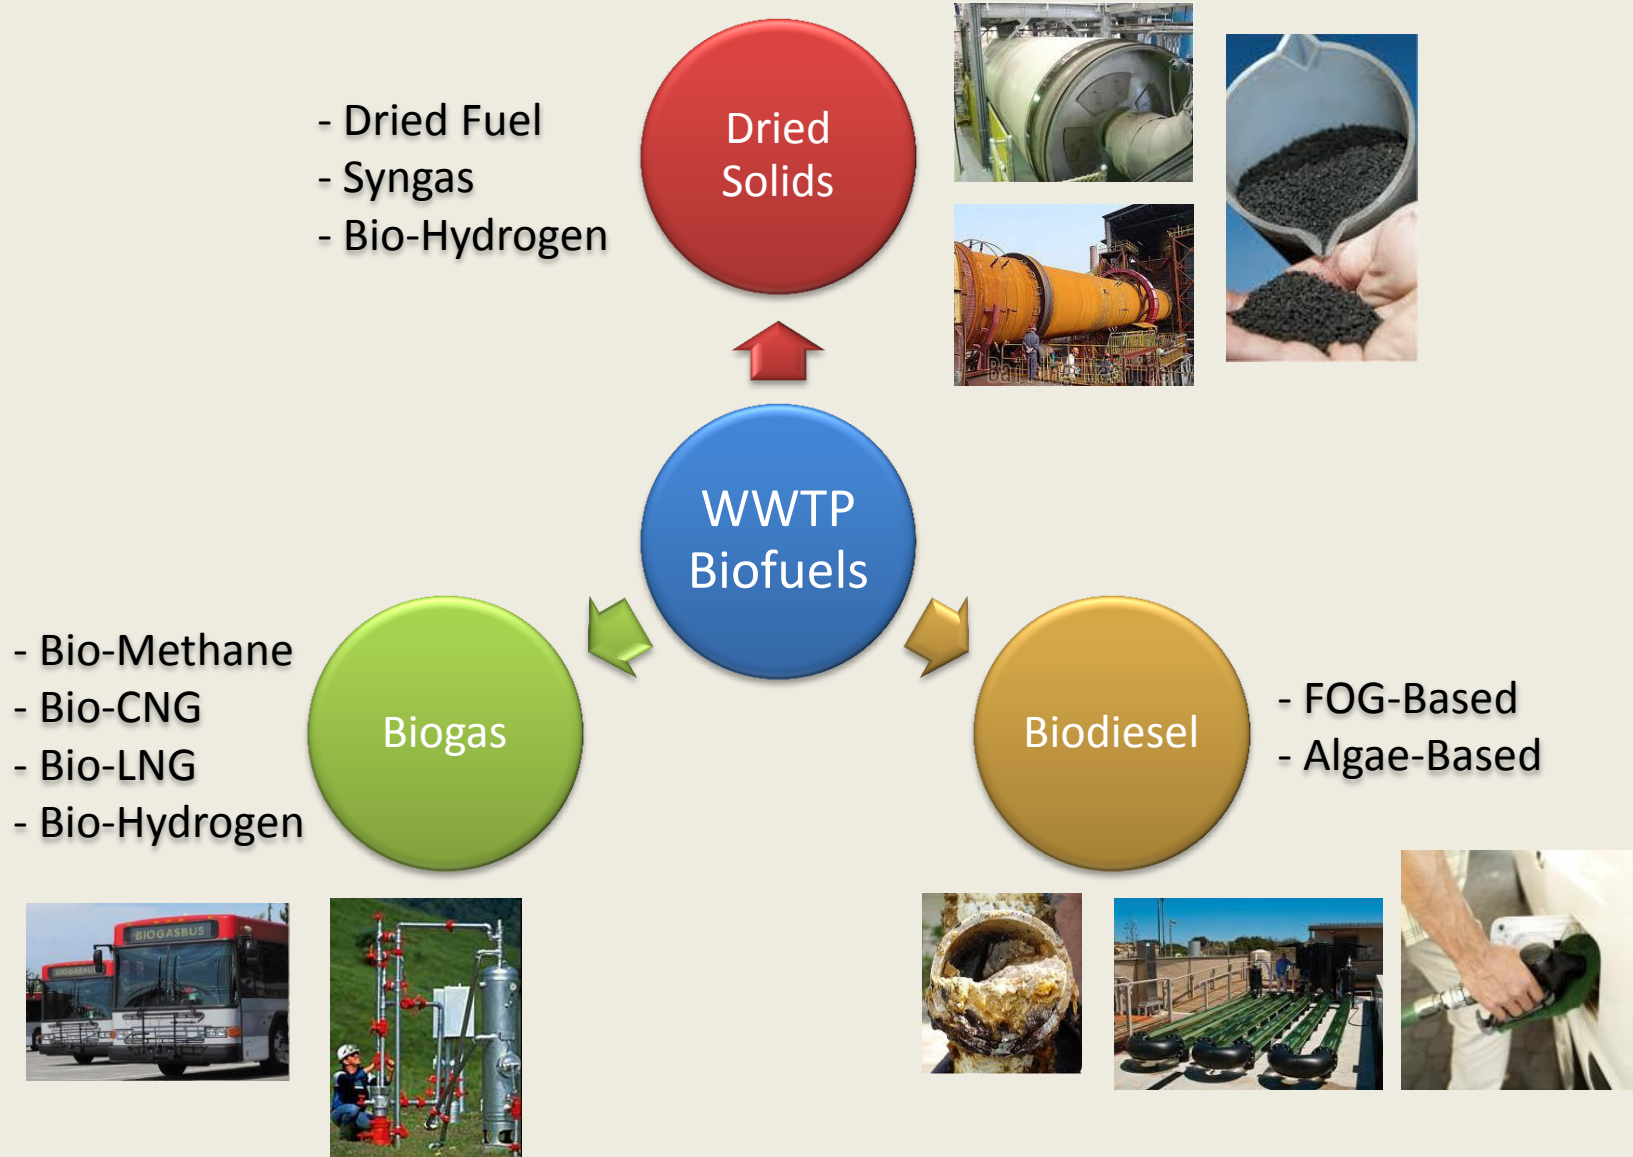 Dried
Solids
- Dried Fuel
- Syngas
- Bio-Hydrogen
WWTP
Biofuels
Biogas
- Bio-Methane
- Bio-CNG
- Bio-LNG
- Bio-Hydrogen
Biodiesel
- FOG-Based
- Algae-Based
BIOGASBUS